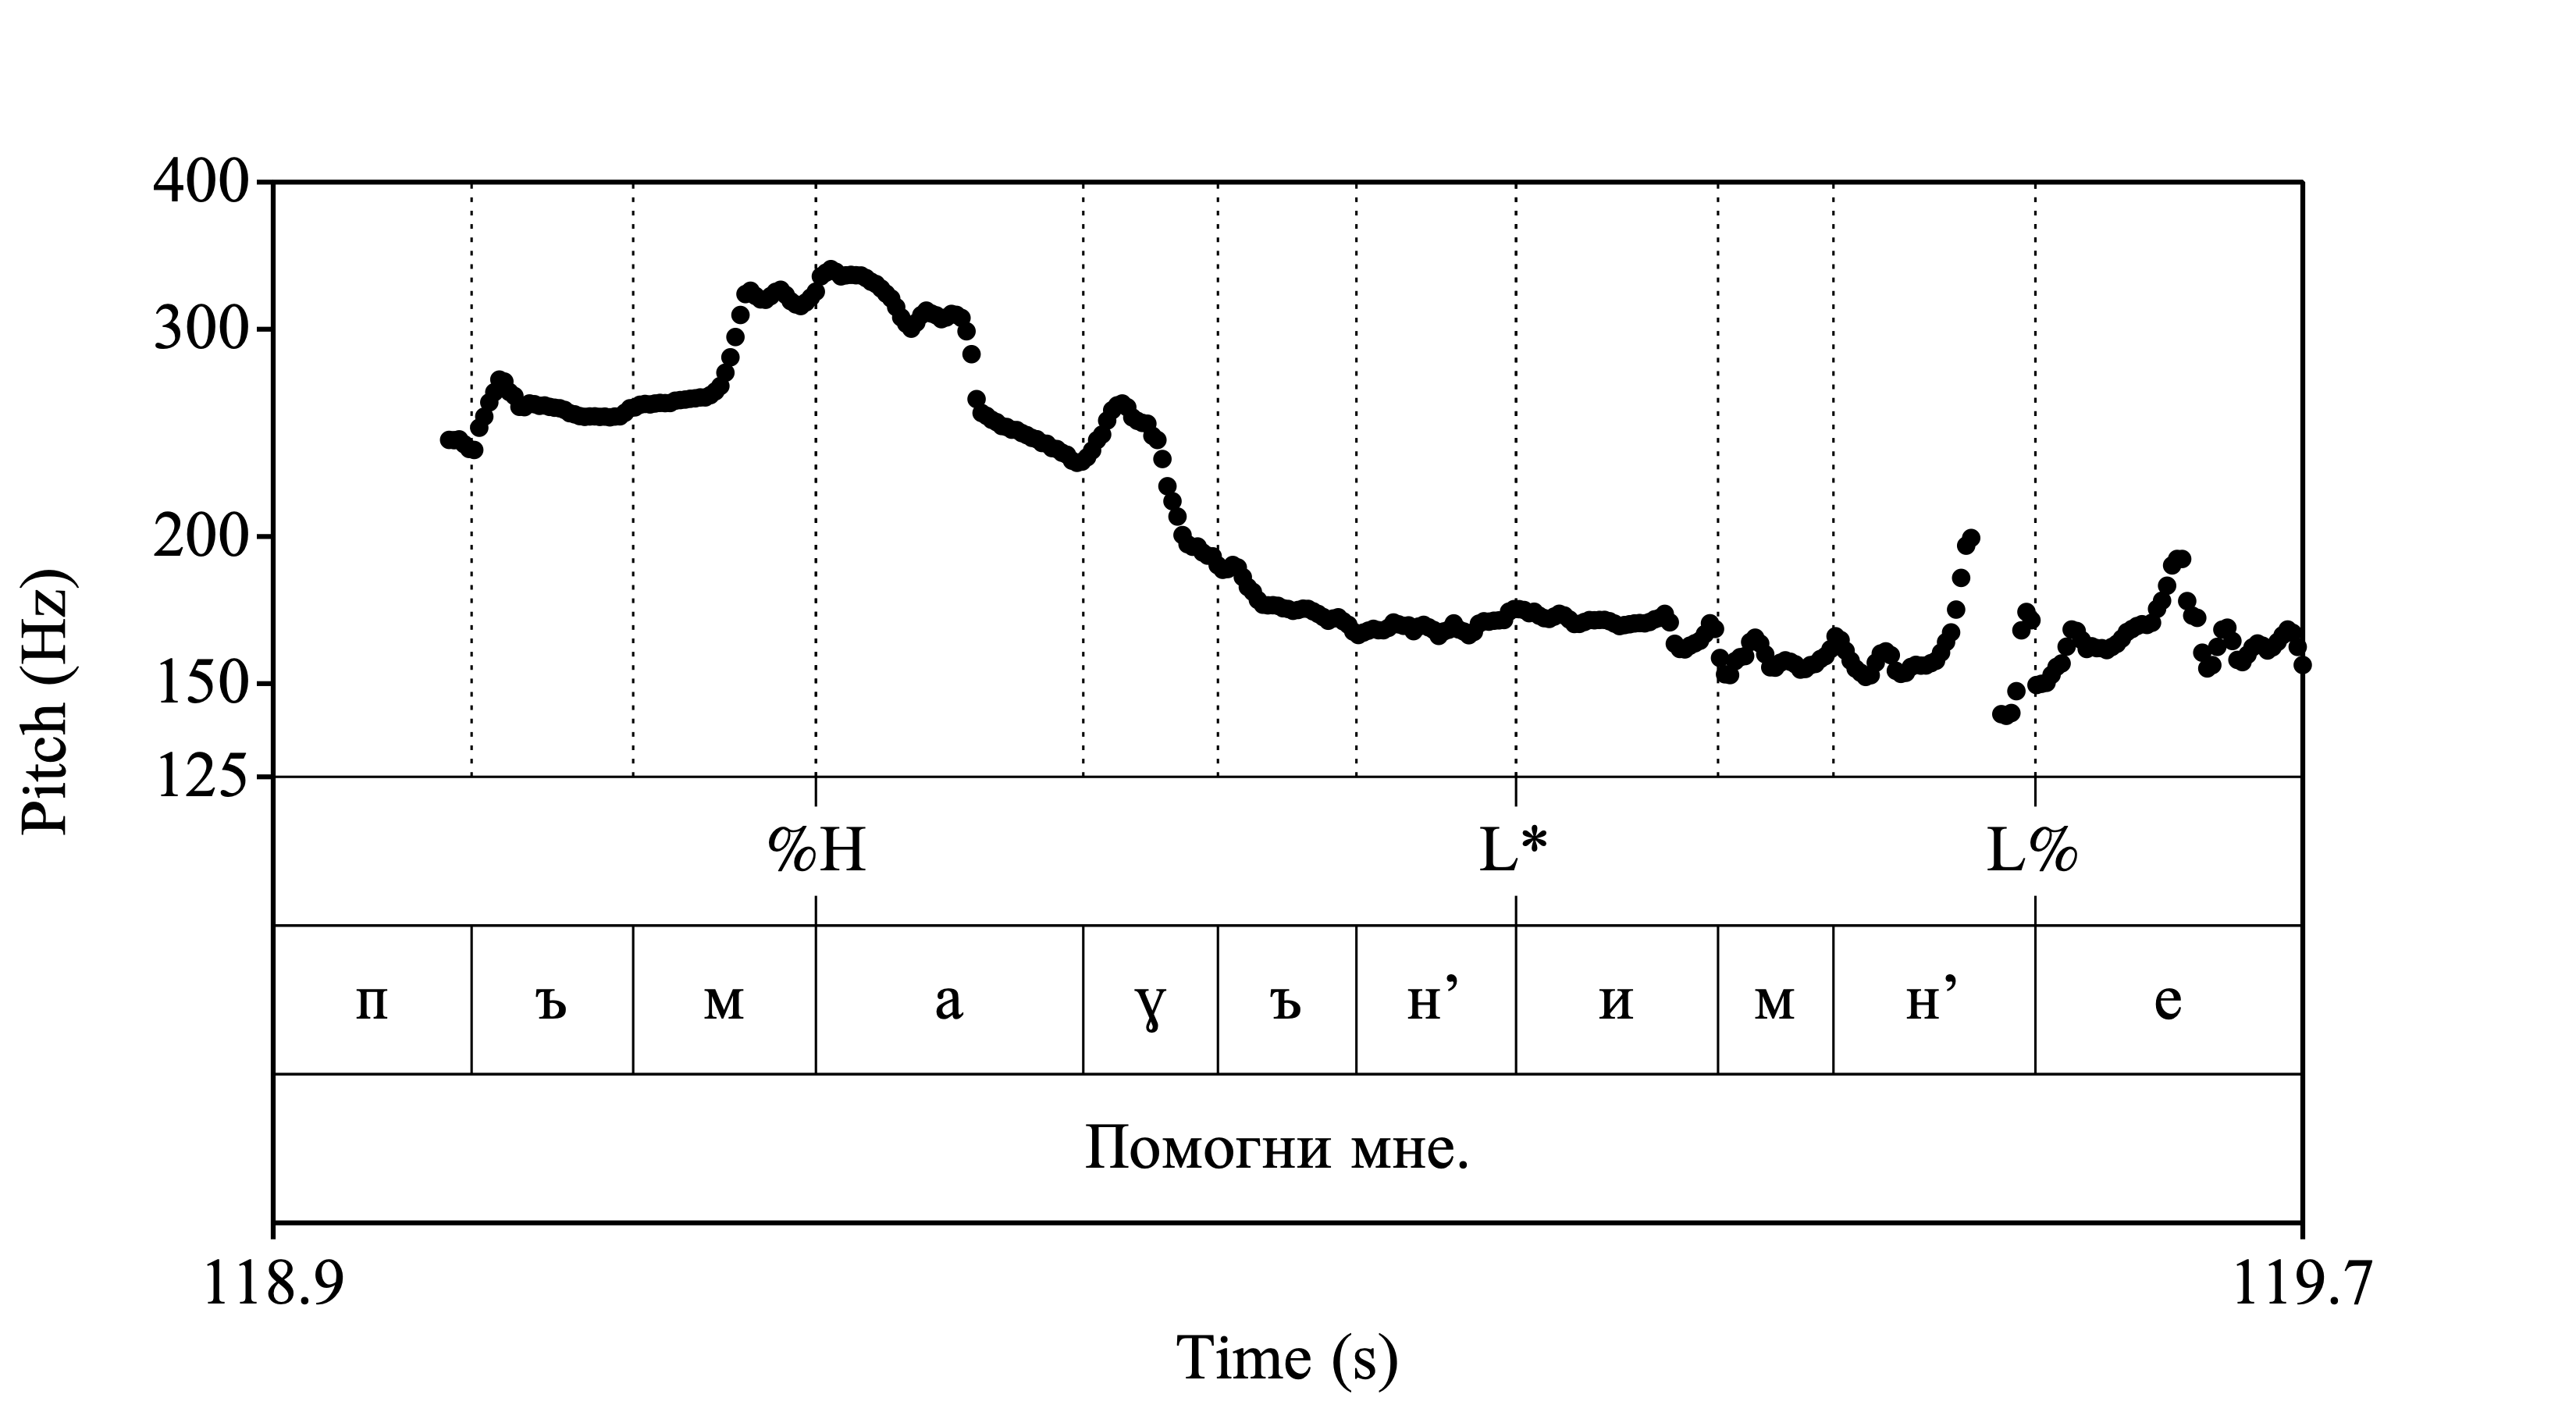 400
300
200
150
125
Pitch (Hz)
%H L* L%
п ъ м а ɣ ъ н’ и м н’ е
Помогни мне.
118.9 119.7
Time (s)